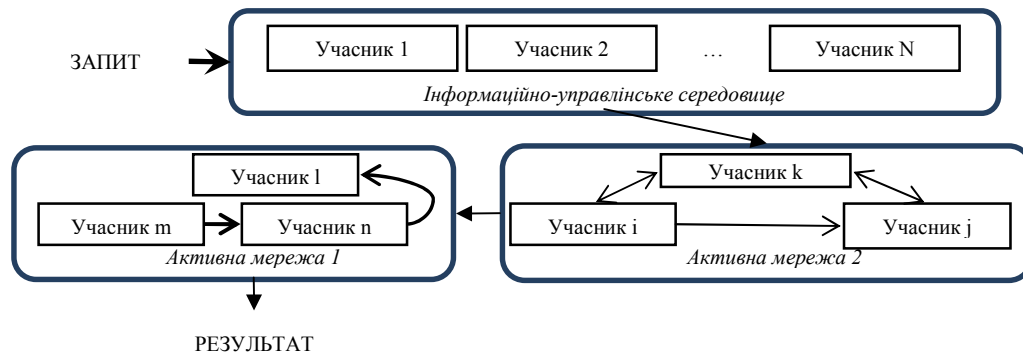 ЗАПИТ
Учасник 1
Учасник 2
…
Учасник N
Інформаційно-управлінське середовище
Учасник l
Учасник m
Учасник n
Активна мережа 1
Учасник k
Учасник i
Учасник j
Активна мережа 2
РЕЗУЛЬТАТ